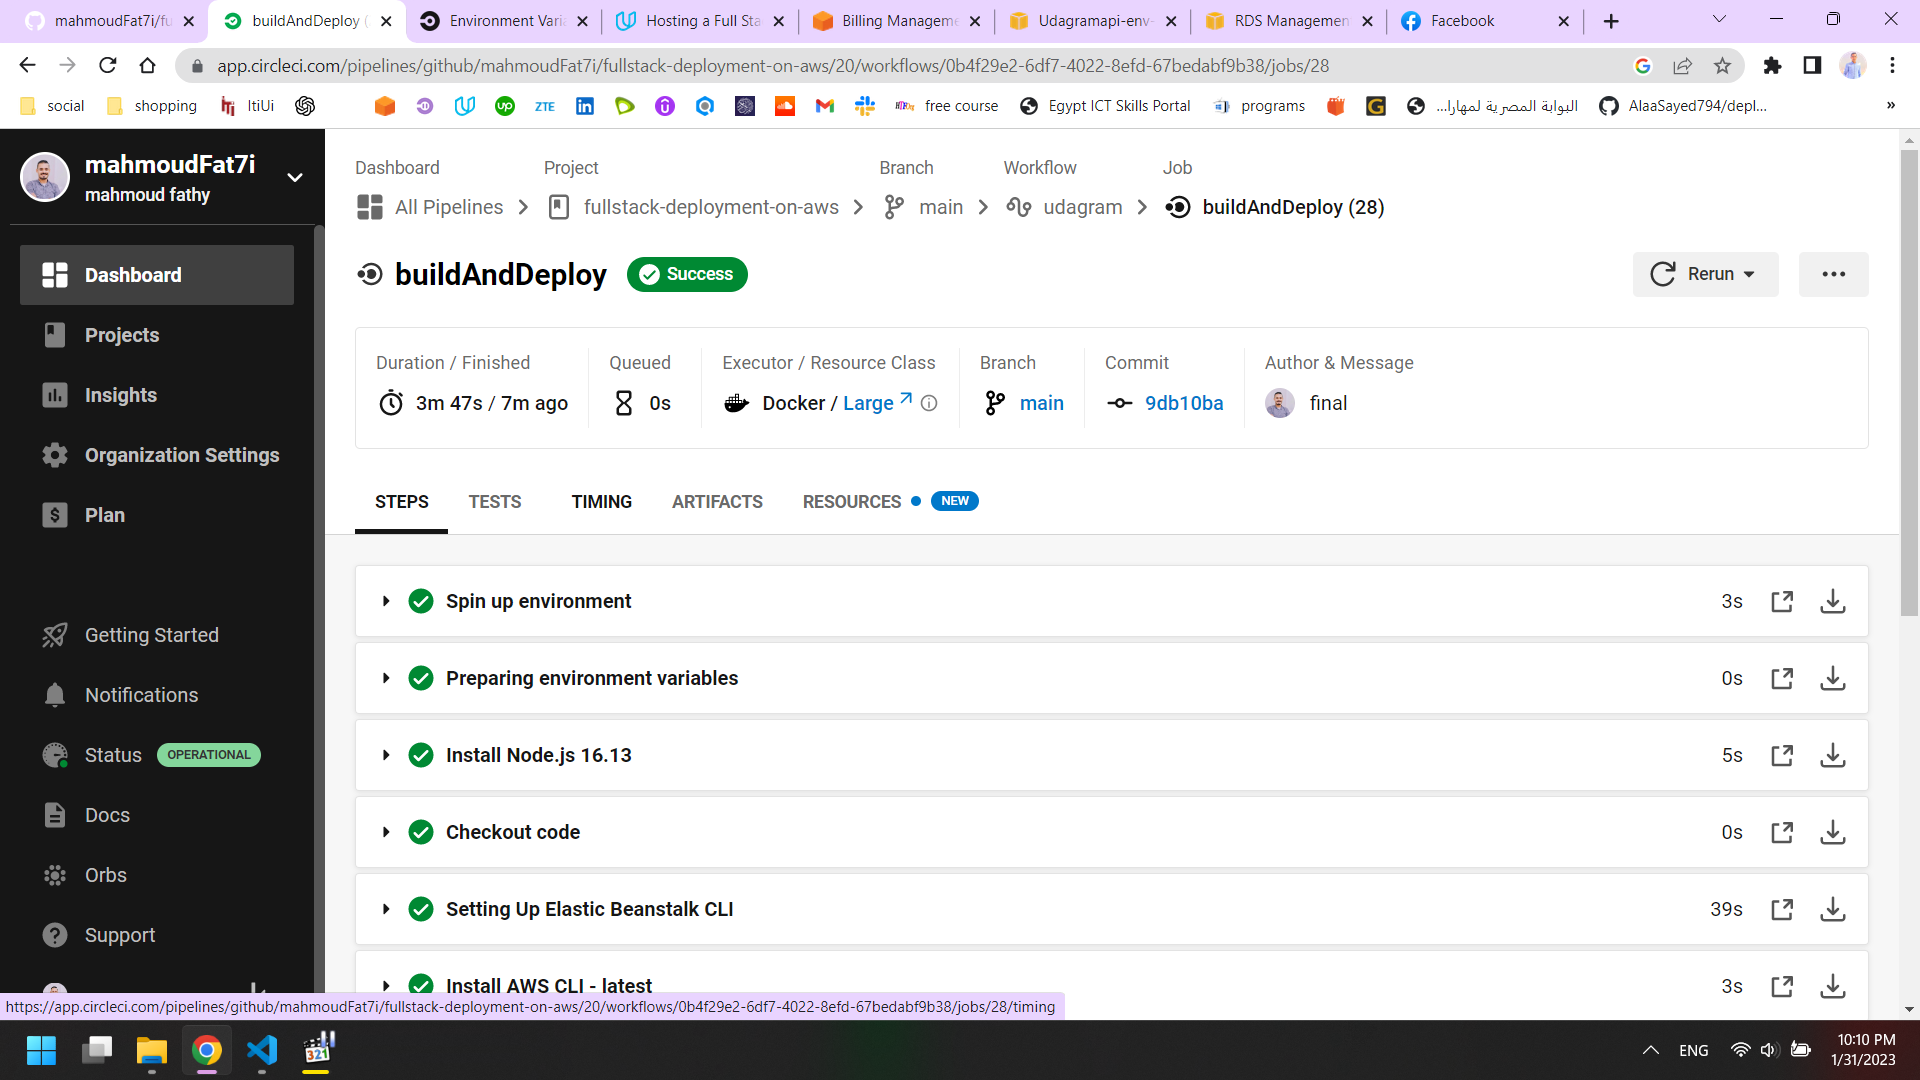 mahmoudFat7i/fu
buildAndDeploy (
Environment Varia
Hosting a Full Sta
Billing Manageme
Udagramapi-env-
RDS Management
Facebook
app.circleci.com/pipelines/github/mahmoudFat7i/fullstack-deployment-on-aws/20/workflows/0b4f29e2-6df7-4022-8efd-67bedabf9b38/jobs/28
social
shopping
ItiUi
free course
Egypt ICT Skills Portal
programs
البوابة المصرية لمهارا...
AlaaSayed794/depl...
mahmoudFat7i
mahmoud fathy
Dashboard
Projects
Insights
Organization Settings
Plan
Getting Started
Notifications
Status OPERATIONAL
Docs
Orbs
Support
Dashboard Project Branch Workflow Job
All Pipelines fullstack-deployment-on-aws main udagram buildAndDeploy (28)
buildAndDeploy Success Rerun
Duration / Finished Queued Executor / Resource Class Branch Commit Author & Message
3m 47s / 7m ago 0s Docker / Large main 9db10ba final
STEPS TESTS TIMING ARTIFACTS RESOURCES NEW
Spin up environment 3s
Preparing environment variables 0s
Install Node.js 16.13 5s
Checkout code 0s
Setting Up Elastic Beanstalk CLI 39s
Install AWS CLI - latest 3s
https://app.circleci.com/pipelines/github/mahmoudFat7i/fullstack-deployment-on-aws/20/workflows/0b4f29e2-6df7-4022-8efd-67bedabf9b38/jobs/28/timing
321
ENG
10:10 PM
1/31/2023